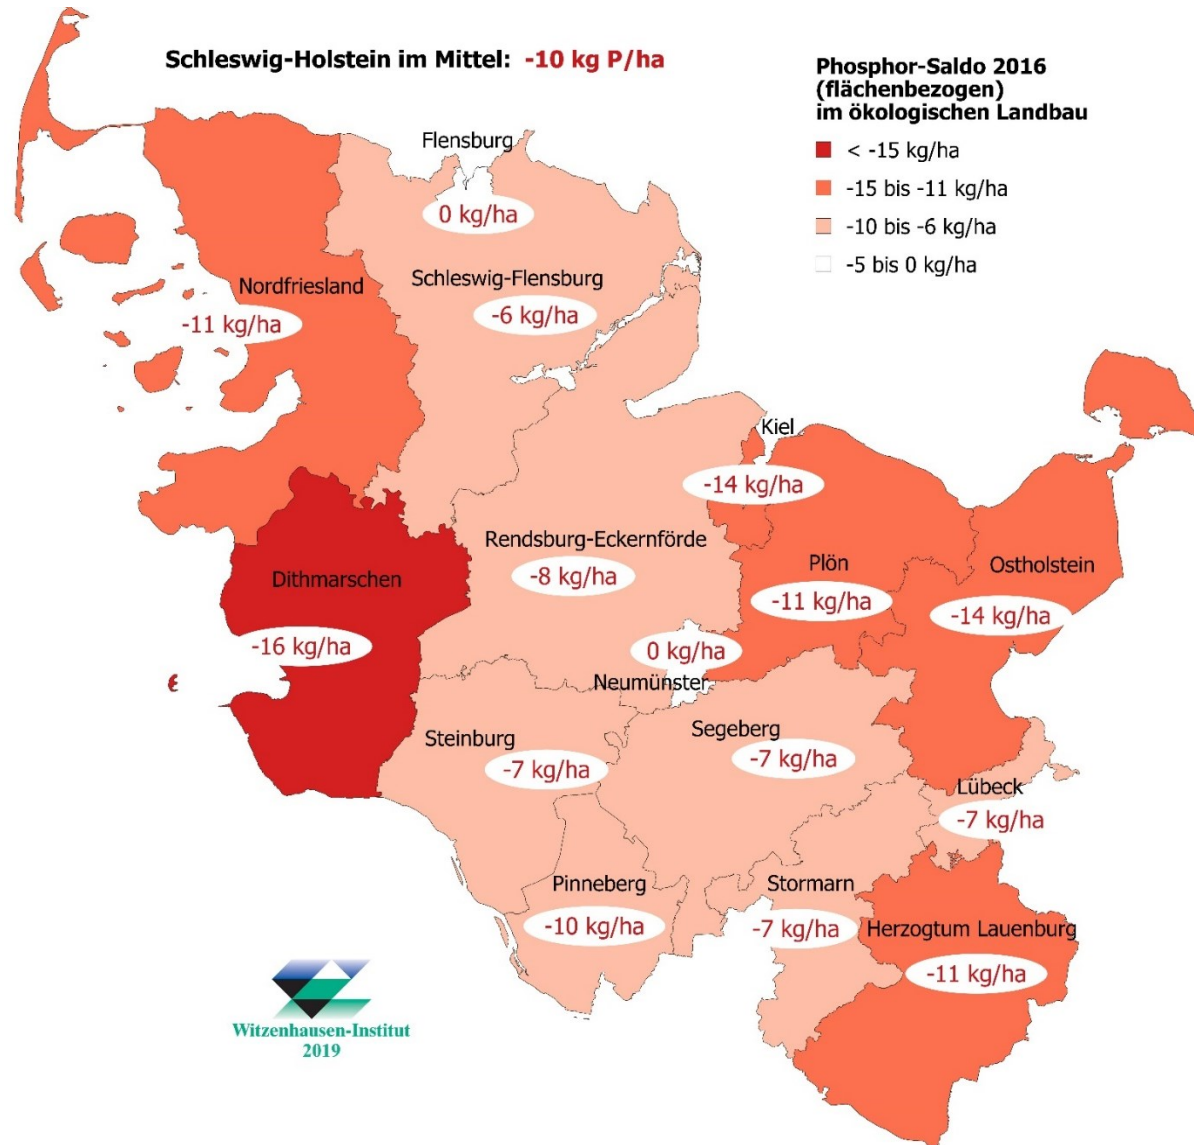 Schleswig-Holstein im Mittel: -10 kg P/ha
Phosphor-Saldo 2016
(flächenbezogen)
im ökologischen Landbau
< -15 kg/ha
-15 bis -11 kg/ha
-10 bis -6 kg/ha
-5 bis 0 kg/ha
Flensburg
0 kg/ha
Nordfriesland
-11 kg/ha
Schleswig-Flensburg
-6 kg/ha
Kiel
-14 kg/ha
Rendsburg-Eckernförde
-8 kg/ha
Plön
-11 kg/ha
Ostholstein
-14 kg/ha
Dithmarschen
-16 kg/ha
0 kg/ha
Neumünster
Steinburg
-7 kg/ha
Segeberg
-7 kg/ha
Lübeck
-7 kg/ha
Pinneberg
-10 kg/ha
Stormarn
-7 kg/ha
Herzogtum Lauenburg
-11 kg/ha
Witzenhausen-Institut
2019